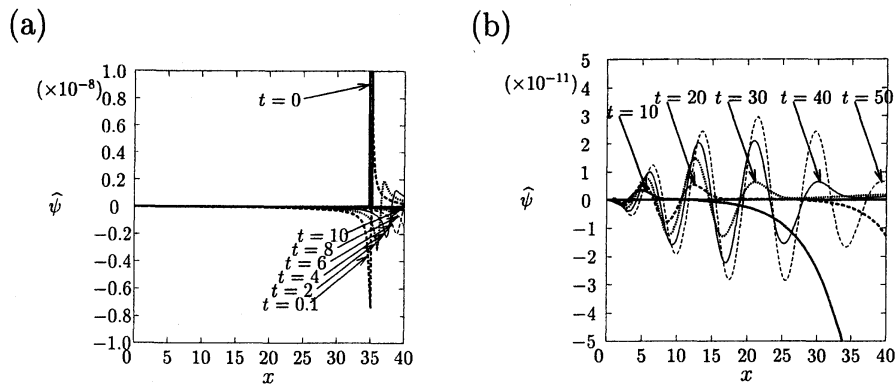 (a)
(×10⁻⁸)
1.0
0.8
0.6
0.4
0.2
0
−0.2
−0.4
−0.6
−0.8
−1.0
ψ̂
t = 0
t = 10
t = 8
t = 6
t = 4
t = 2
t = 0.1
0 5 10 15 20 25 30 35 40
x
(b)
(×10⁻¹¹)
5
4
3
2
1
0
-1
-2
-3
-4
-5
ψ̂
t = 10
t = 20
t = 30
t = 40
t = 50
0 5 10 15 20 25 30 35 40
x